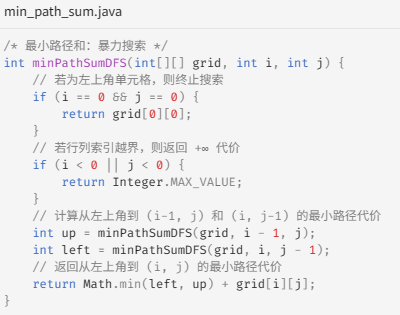 min_path_sum.java
/* 最小路径和：暴力搜索 */
int minPathSumDFS(int[][] grid, int i, int j) {
    // 若为左上角单元格，则终止搜索
    if (i == 0 && j == 0) {
        return grid[0][0];
    }
    // 若行列索引越界，则返回 +∞ 代价
    if (i < 0 || j < 0) {
        return Integer.MAX_VALUE;
    }
    // 计算从左上角到 (i-1, j) 和 (i, j-1) 的最小路径代价
    int up = minPathSumDFS(grid, i - 1, j);
    int left = minPathSumDFS(grid, i, j - 1);
    // 返回从左上角到 (i, j) 的最小路径代价
    return Math.min(left, up) + grid[i][j];
}